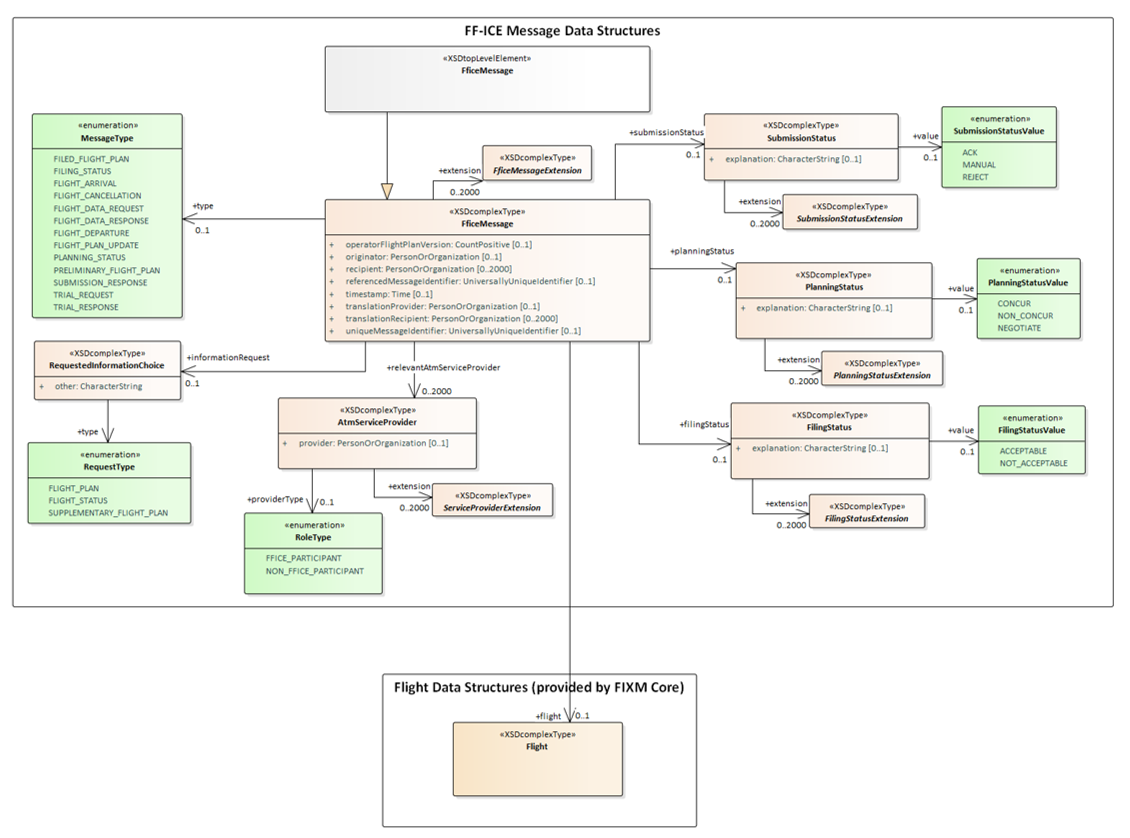 FF-ICE Message Data Structures
«XSDtopLevelElement»
FficeMessage
«enumeration»
MessageType
FILED_FLIGHT_PLAN
FILING_STATUS
FLIGHT_ARRIVAL
FLIGHT_CANCELLATION
FLIGHT_DATA_REQUEST
FLIGHT_DATA_RESPONSE
FLIGHT_DEPARTURE
FLIGHT_PLAN_UPDATE
PLANNING_STATUS
PRELIMINARY_FLIGHT_PLAN
SUBMISSION_RESPONSE
TRIAL_REQUEST
TRIAL_RESPONSE
+type
0..1
+extension
0..2000
«XSDcomplexType»
FficeMessageExtension
«XSDcomplexType»
FficeMessage
+ operatorFlightPlanVersion: CountPositive [0..1]
+ originator: PersonOrOrganization [0..1]
+ recipient: PersonOrOrganization [0..2000]
+ referencedMessageIdentifier: UniversallyUniqueIdentifier [0..1]
+ timestamp: Time [0..1]
+ translationProvider: PersonOrOrganization [0..1]
+ translationRecipient: PersonOrOrganization [0..2000]
+ uniqueMessageIdentifier: UniversallyUniqueIdentifier [0..1]
+submissionStatus
0..1
«XSDcomplexType»
SubmissionStatus
+ explanation: CharacterString [0..1]
+value
0..1
«enumeration»
SubmissionStatusValue
ACK
MANUAL
REJECT
+extension
0..2000
«XSDcomplexType»
SubmissionStatusExtension
+planningStatus
0..1
«XSDcomplexType»
PlanningStatus
+ explanation: CharacterString [0..1]
+value
0..1
«enumeration»
PlanningStatusValue
CONCUR
NON_CONCUR
NEGOTIATE
+extension
0..2000
«XSDcomplexType»
PlanningStatusExtension
+filingStatus
0..1
«XSDcomplexType»
FilingStatus
+ explanation: CharacterString [0..1]
+value
0..1
«enumeration»
FilingStatusValue
ACCEPTABLE
NOT_ACCEPTABLE
+extension
0..2000
«XSDcomplexType»
FilingStatusExtension
«XSDcomplexType»
RequestedInformationChoice
+ other: CharacterString
+informationRequest
0..1
+type
«enumeration»
RequestType
FLIGHT_PLAN
FLIGHT_STATUS
SUPPLEMENTARY_FLIGHT_PLAN
+relevantAtmServiceProvider
0..2000
«XSDcomplexType»
AtmServiceProvider
+ provider: PersonOrOrganization [0..1]
+providerType
0..1
+extension
0..2000
«XSDcomplexType»
ServiceProviderExtension
«enumeration»
RoleType
FFICE_PARTICIPANT
NON_FFICE_PARTICIPANT
Flight Data Structures (provided by FIXM Core)
+flight
0..1
«XSDcomplexType»
Flight